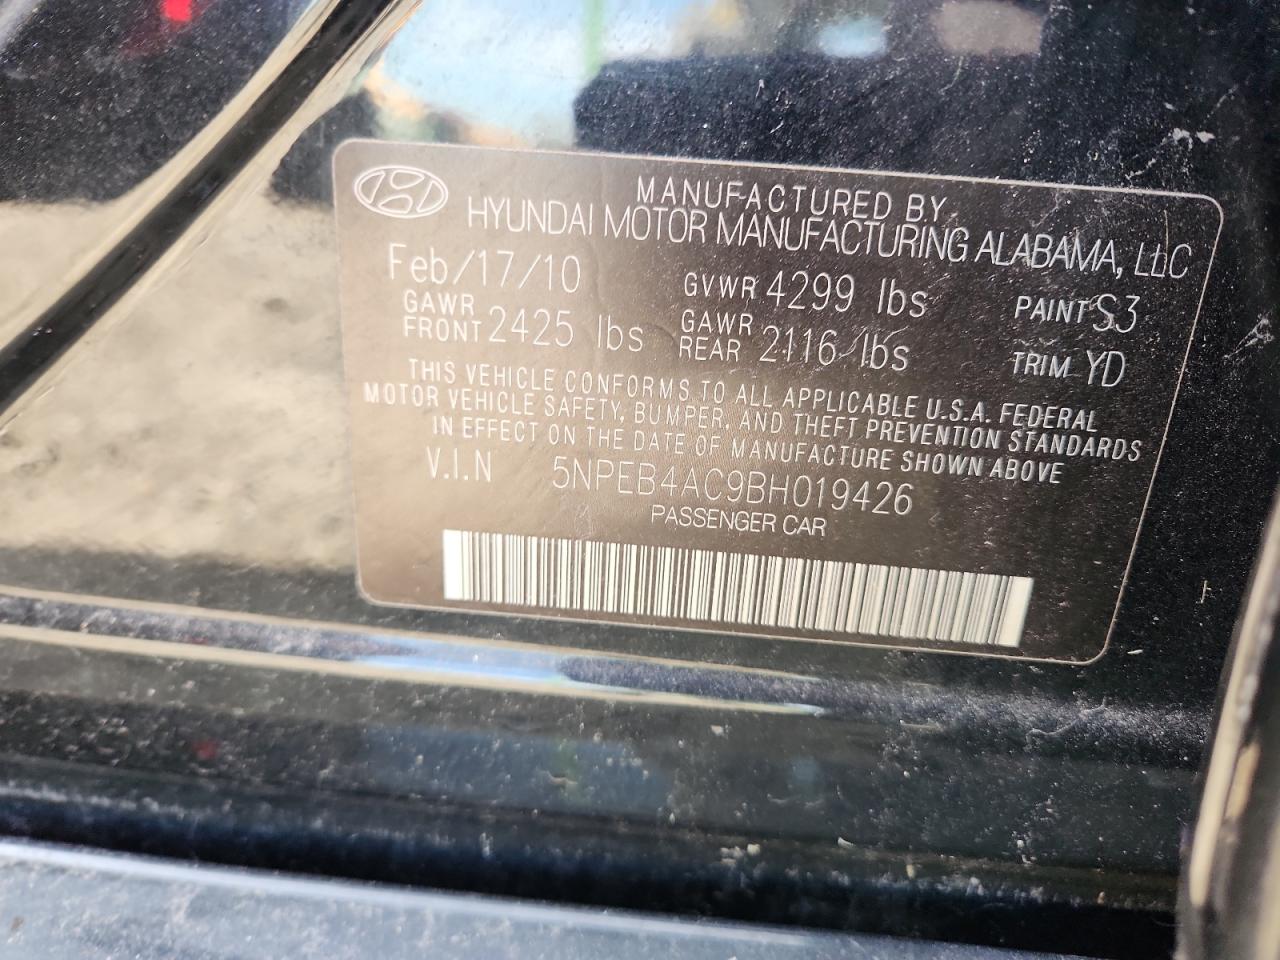 MANUFACTURED BY
HYUNDAI MOTOR MANUFACTURING ALABAMA, LLC
Feb/17/10 GVWR 4299 lbs PAINT S3
GAWR FRONT 2425 lbs GAWR REAR 2116 lbs TRIM YD
THIS VEHICLE CONFORMS TO ALL APPLICABLE U.S.A. FEDERAL
MOTOR VEHICLE SAFETY, BUMPER, AND THEFT PREVENTION STANDARDS
IN EFFECT ON THE DATE OF MANUFACTURE SHOWN ABOVE
V.I.N 5NPEB4AC9BH019426
PASSENGER CAR